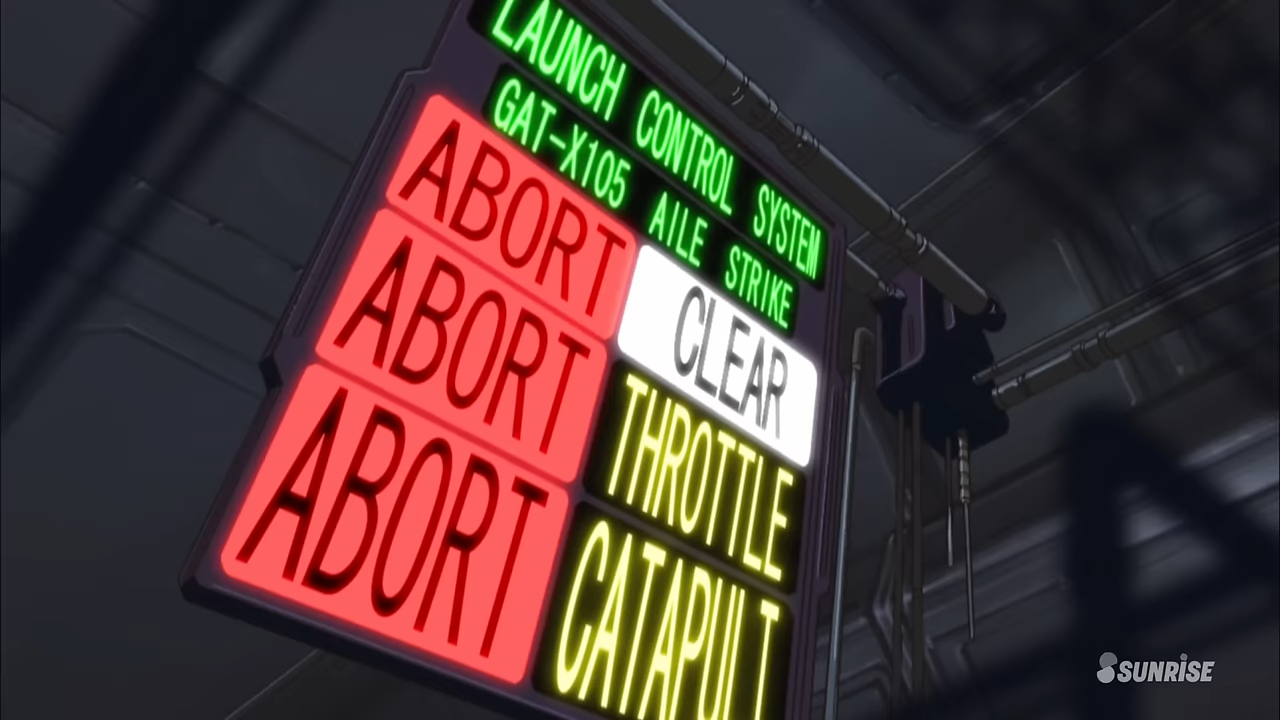 LAUNCH CONTROL SYSTEM
GAT-X105 AILE STRIKE
ABORT CLEAR
ABORT THROTTLE
ABORT CATAPULT
SUNRISE